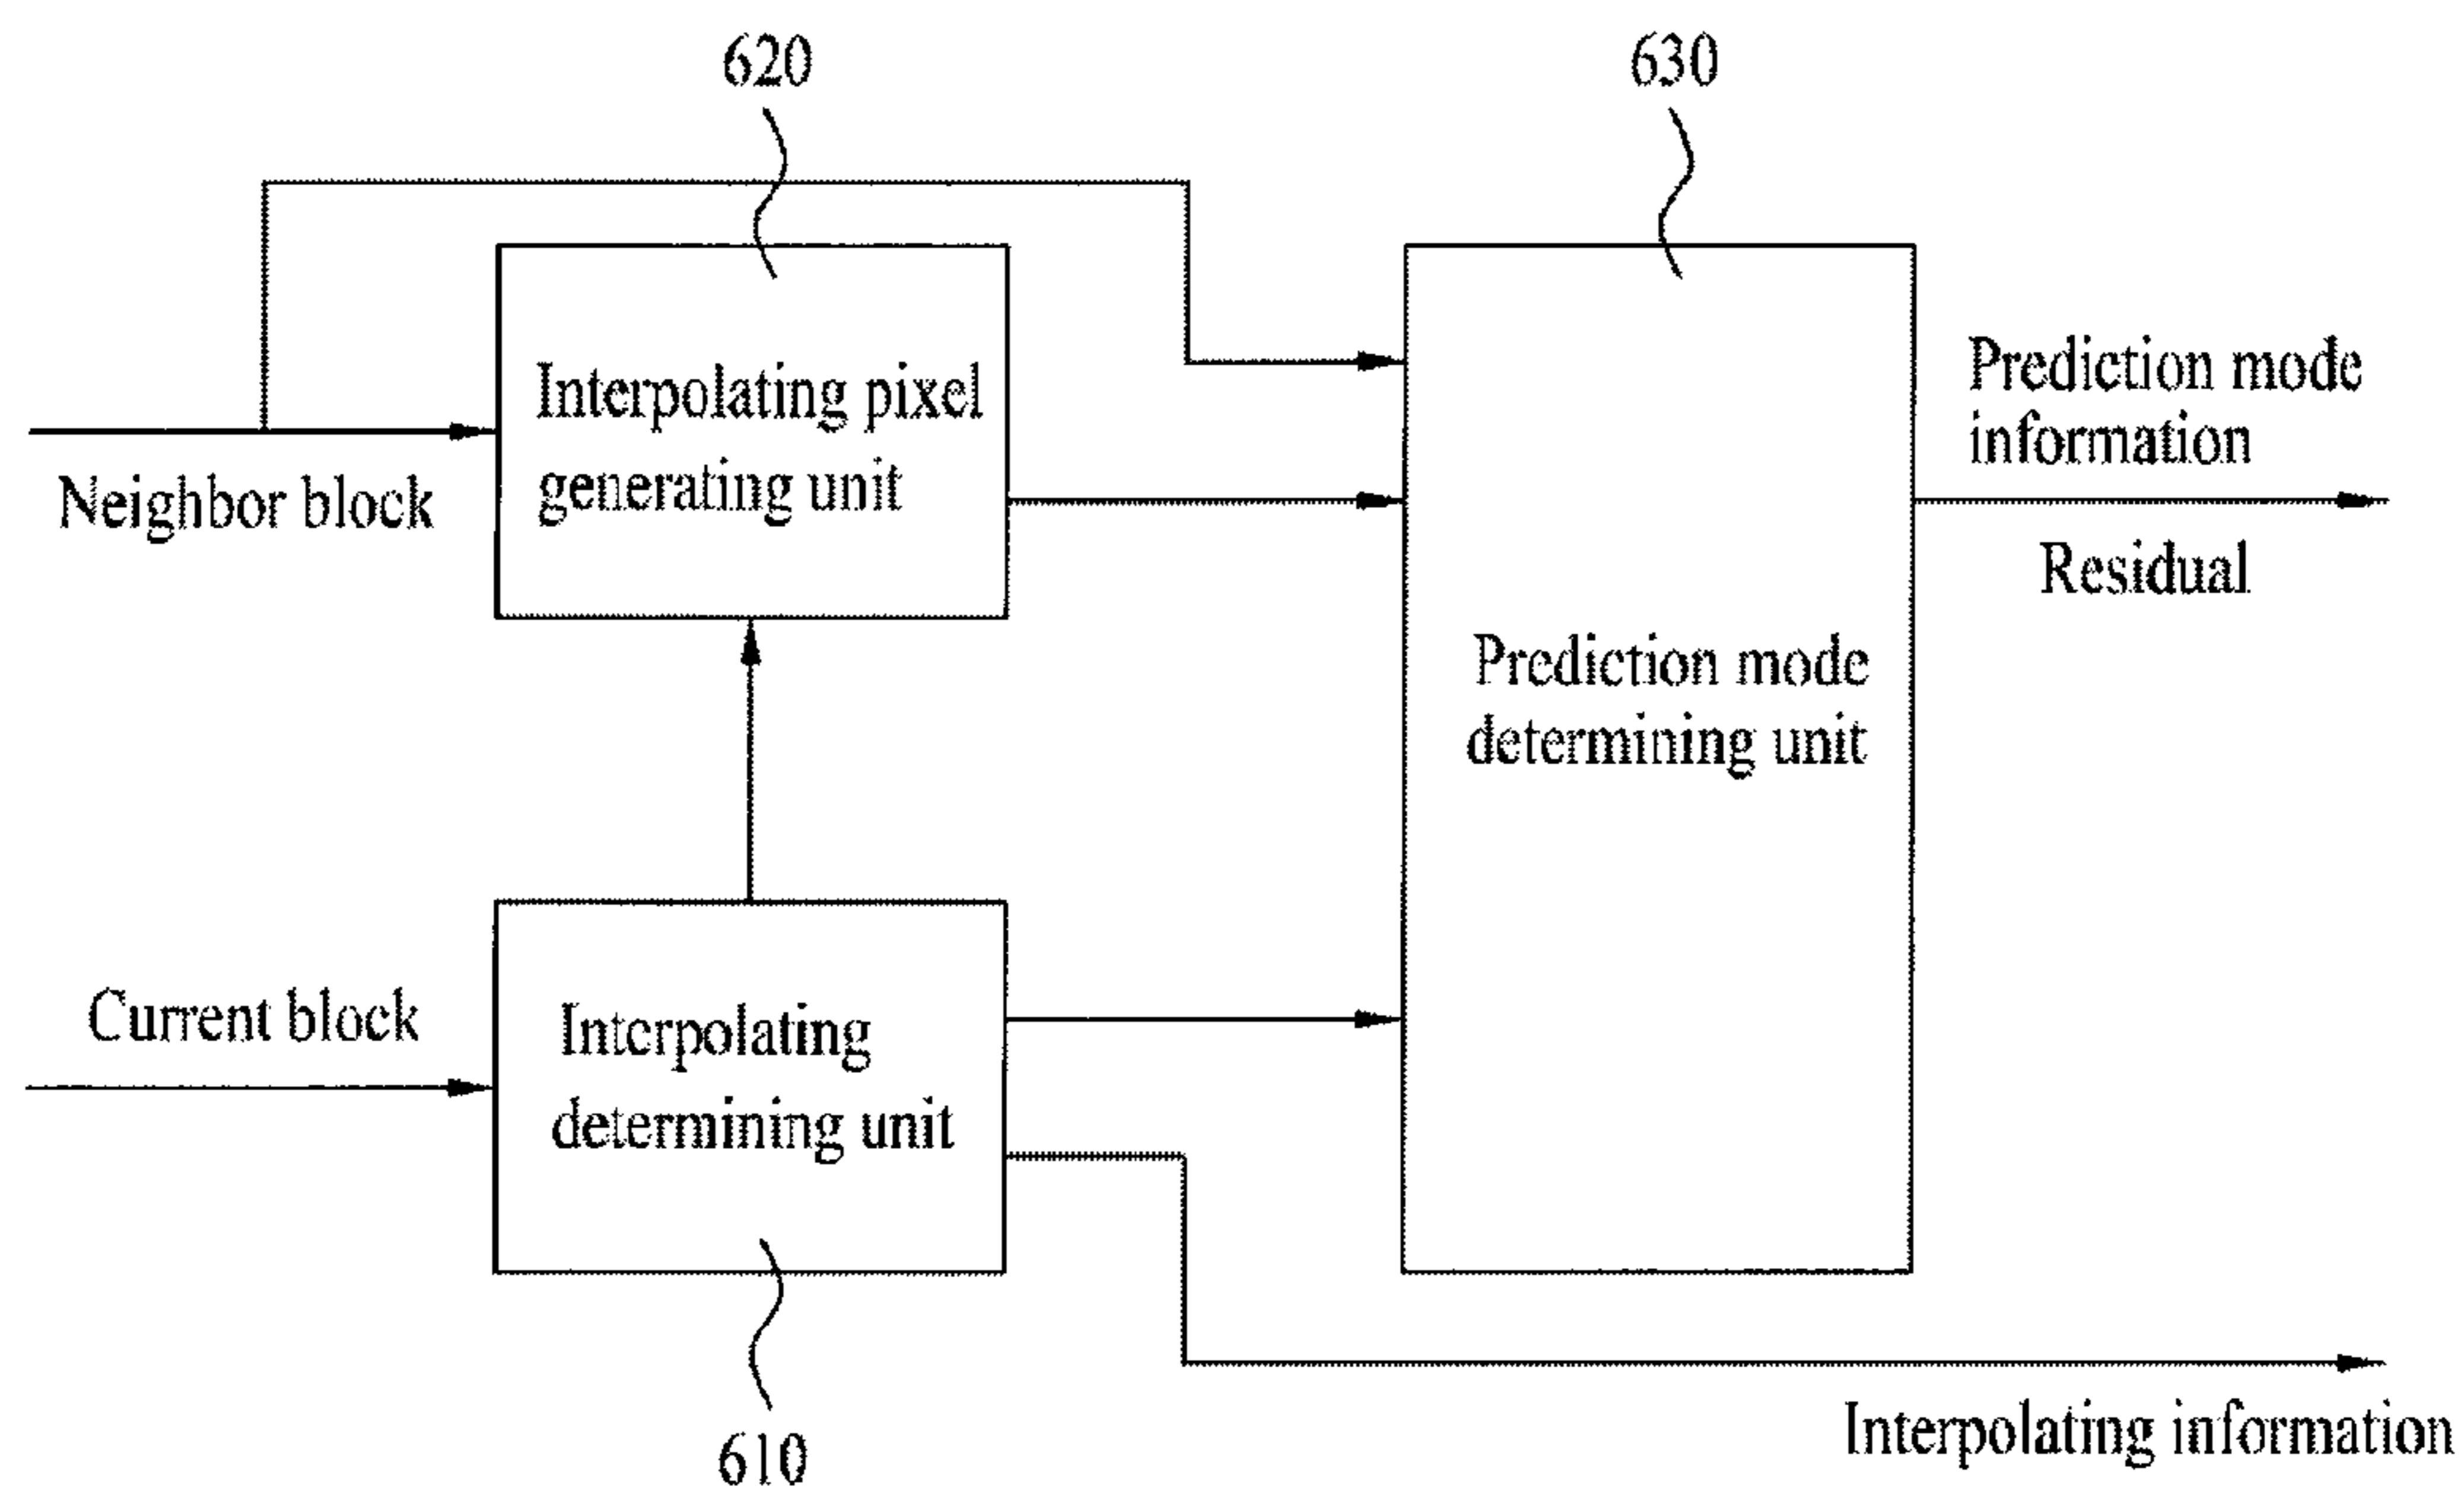 620
630
Interpolating pixel
generating unit
Neighbor block
Prediction mode
information
Residual
Prediction mode
determining unit
Current block
Interpolating
determining unit
610
Interpolating information